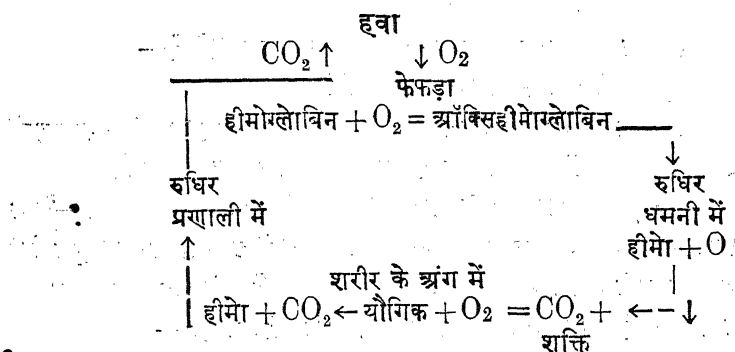 हवा
CO₂ ↑ ↓ O₂
फेफड़ा
हीमोग्लोबिन + O₂ = ऑक्सिहीमोग्लोबिन
↓
रुधिर रुधिर
प्रणाली में धमनी में
हीमो + O
↑
शरीर के अंग में
हीमो + CO₂ ← यौगिक + O₂ = CO₂ + ←--↓
शक्ति